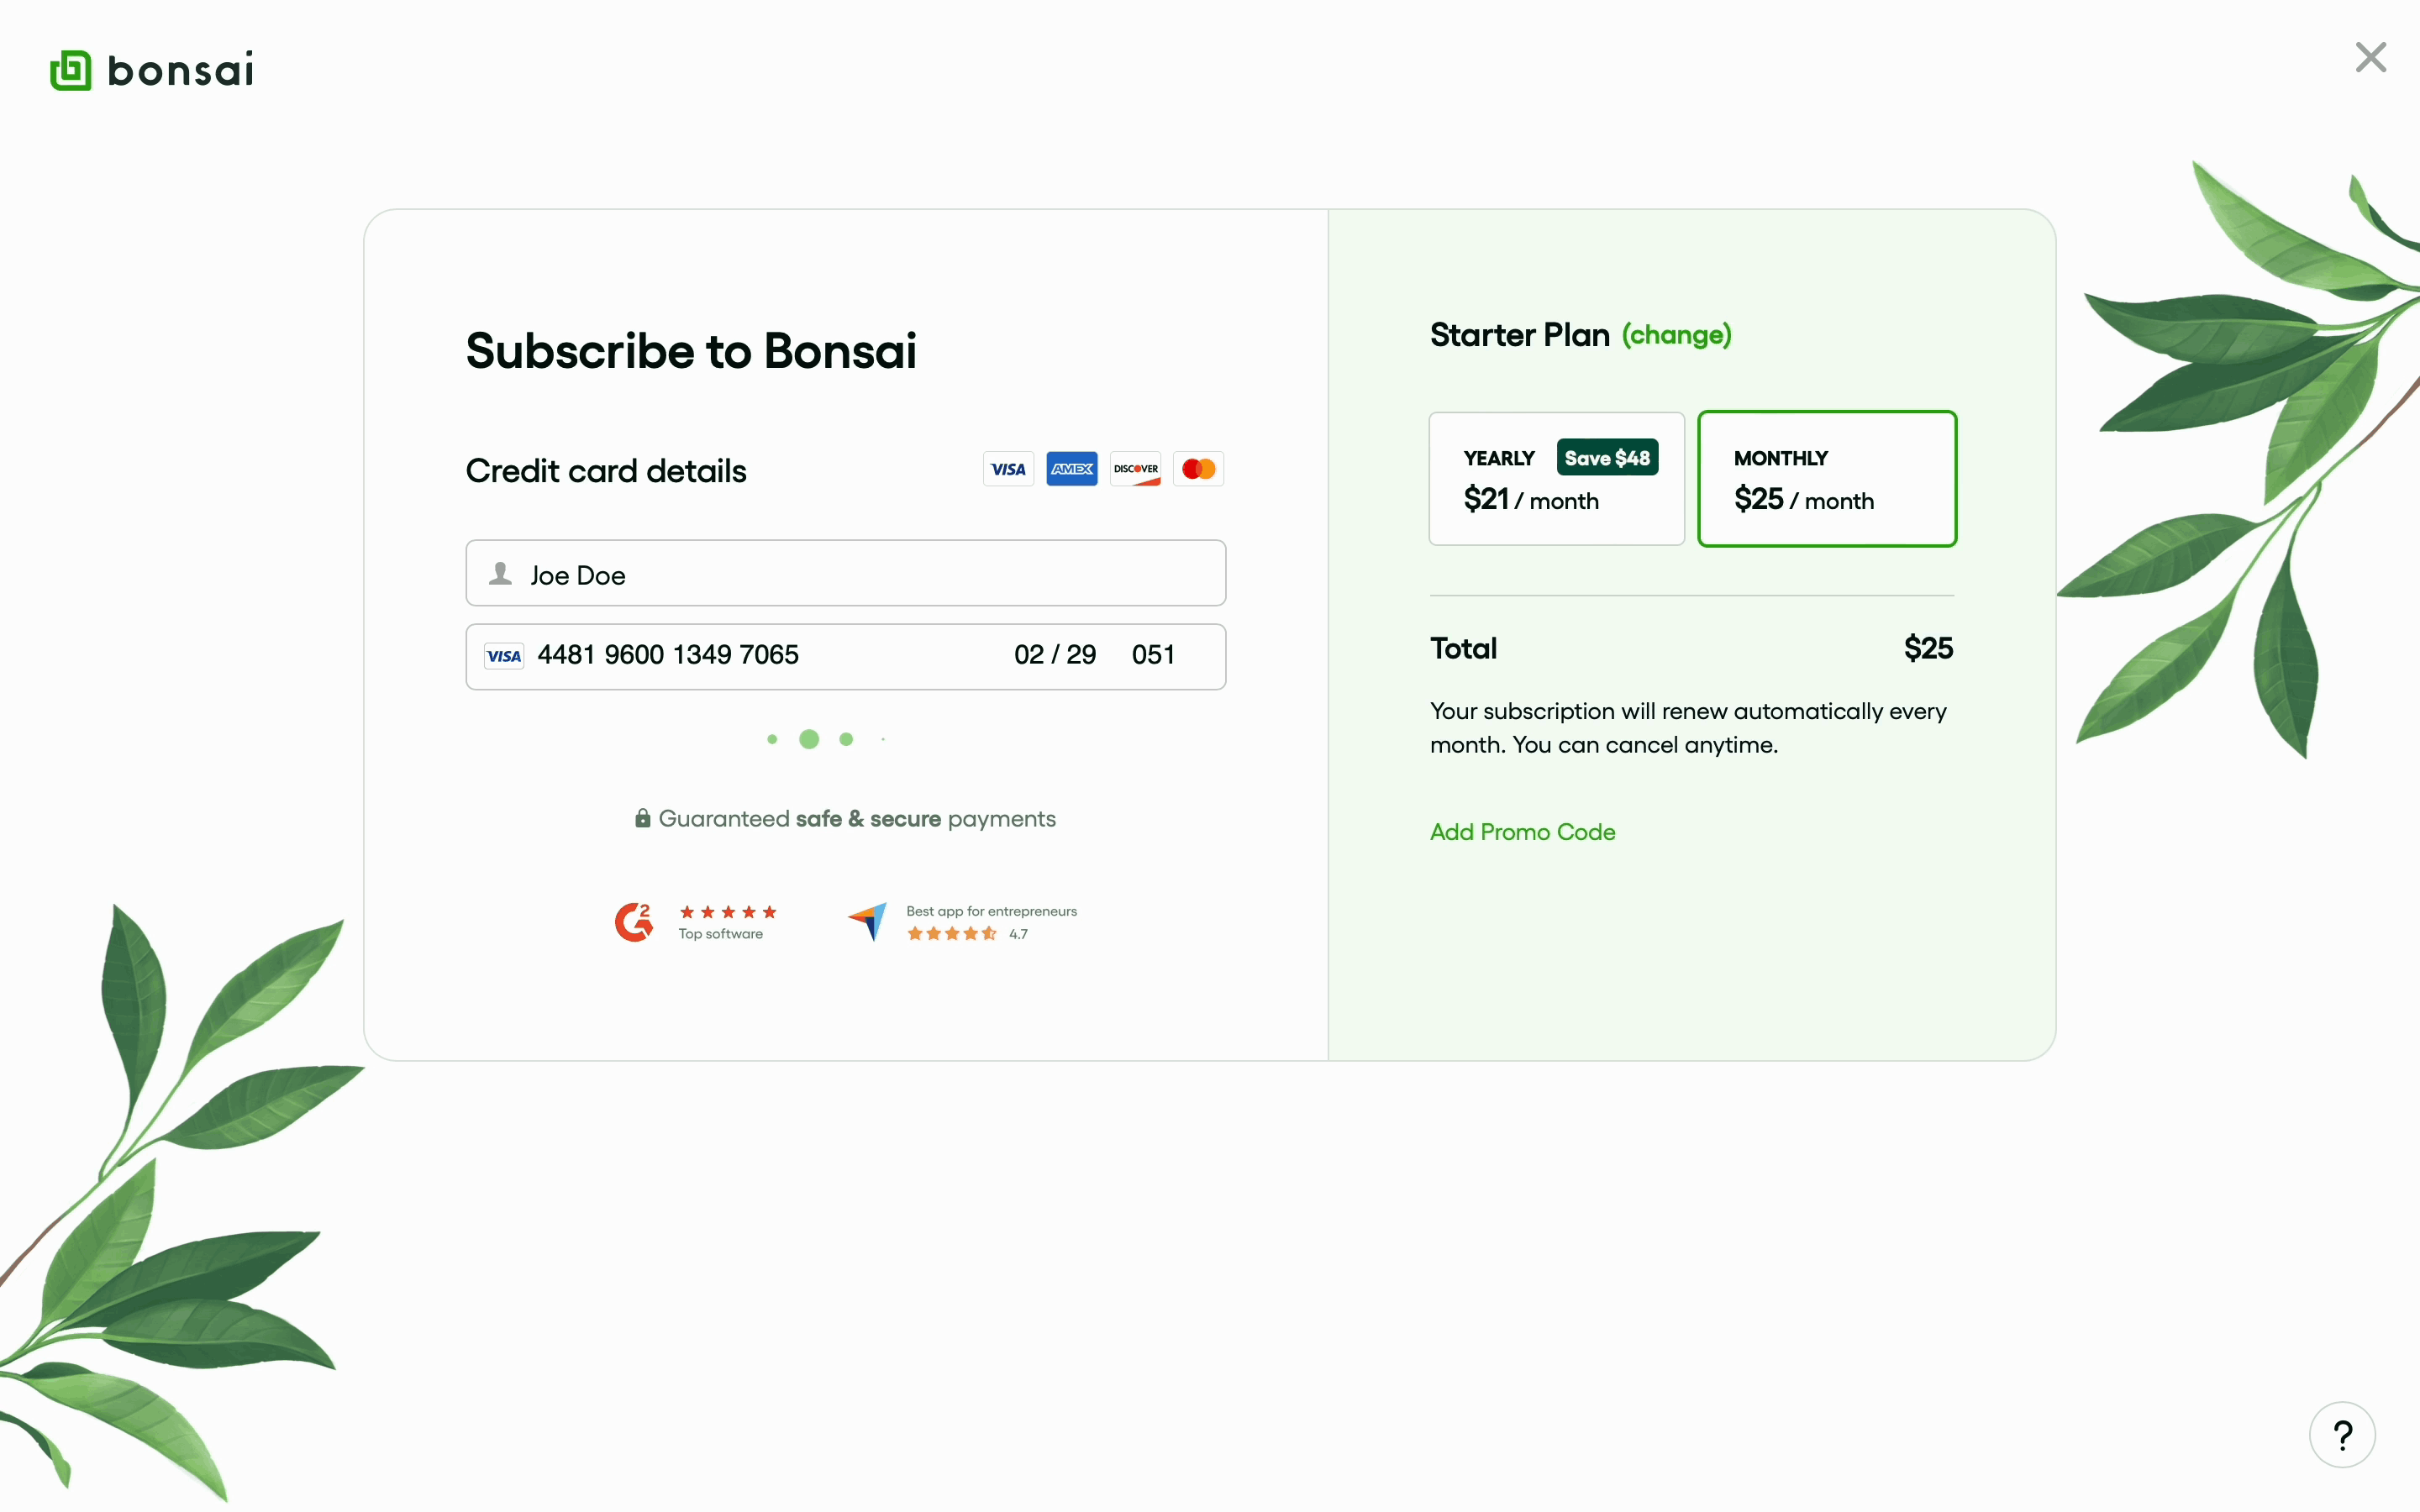 bonsai
Subscribe to Bonsai
Credit card details
VISA AMEX DISCOVER
Joe Doe
VISA 4481 9600 1349 7065 02 / 29 051
Guaranteed safe & secure payments
G2
Top software
Best app for entrepreneurs
4.7
Starter Plan (change)
YEARLY Save $48
$21 / month
MONTHLY
$25 / month
Total $25
Your subscription will renew automatically every
month. You can cancel anytime.
Add Promo Code
?